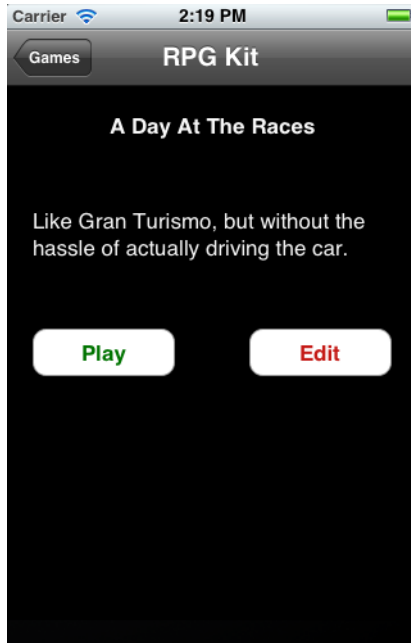 Carrier 2:19 PM
Games RPG Kit
A Day At The Races
Like Gran Turismo, but without the
hassle of actually driving the car.
Play Edit